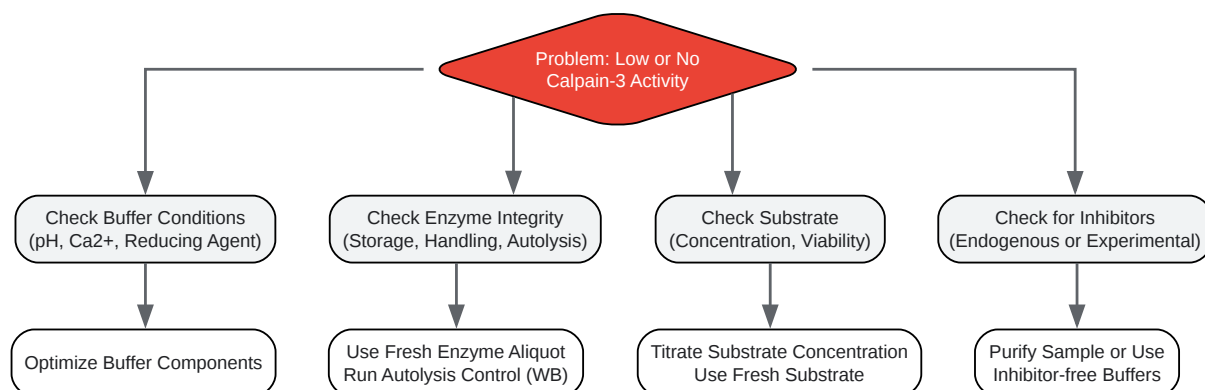 Problem: Low or No
Calpain-3 Activity
Check Buffer Conditions
(pH, Ca2+, Reducing Agent)
Check Enzyme Integrity
(Storage, Handling, Autolysis)
Check Substrate
(Concentration, Viability)
Check for Inhibitors
(Endogenous or Experimental)
Optimize Buffer Components
Use Fresh Enzyme Aliquot
Run Autolysis Control (WB)
Titrate Substrate Concentration
Use Fresh Substrate
Purify Sample or Use
Inhibitor-free Buffers